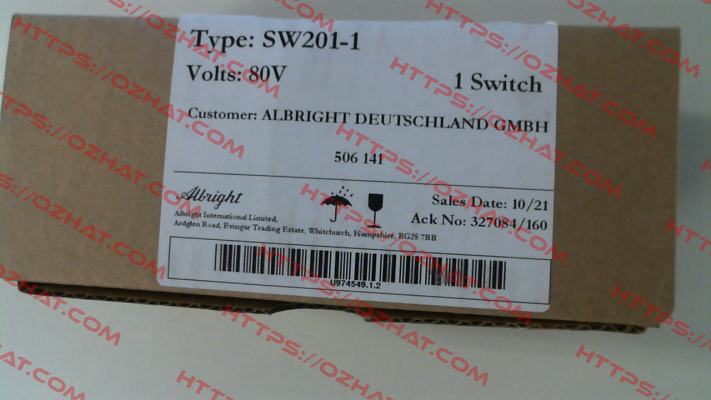 Type: SW201-1
Volts: 80V
1 Switch
Customer: ALBRIGHT DEUTSCHLAND GMBH
506 141
Albright
Albright International Limited,
Ardglen Road, Evingar Trading Estate, Whitchurch, Hampshire, RG28 7BB
Sales Date: 10/21
Ack No: 327084/160
U974549.1.2
HTTPS://OZHAT.COM